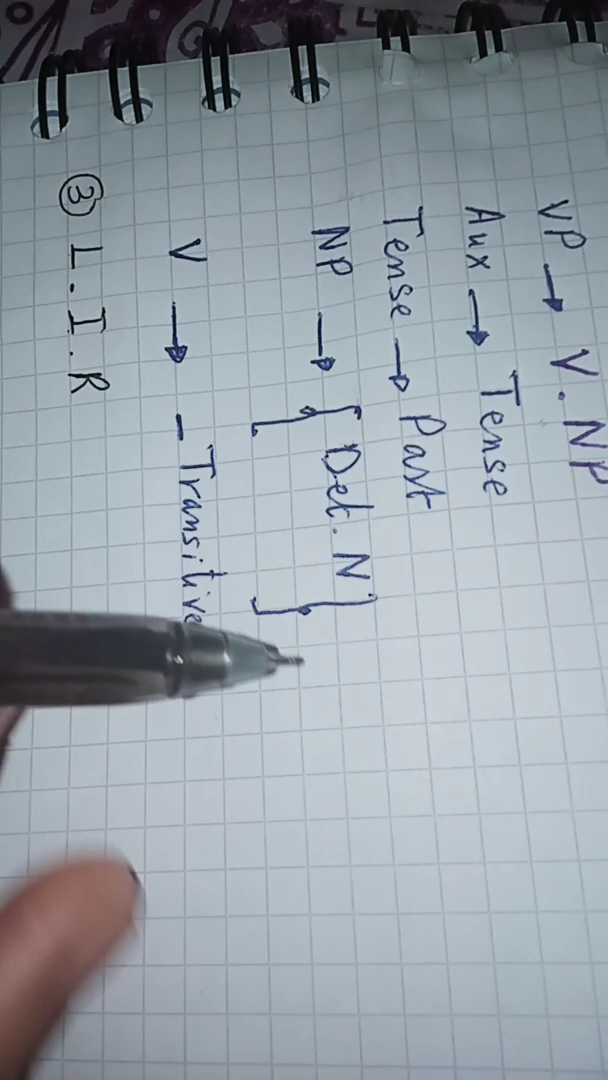 VP → V. NP
Aux → Tense
Tense → Past
NP → { Det. N }
V → - Transitive
③ L.I.R